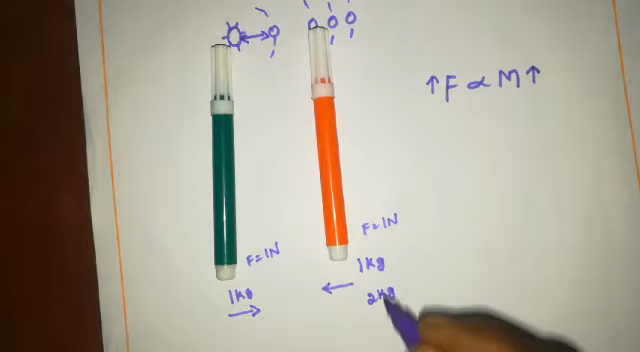 ↑F ∝ M↑
F=1N
F=1N
1kg
1kg
2kg